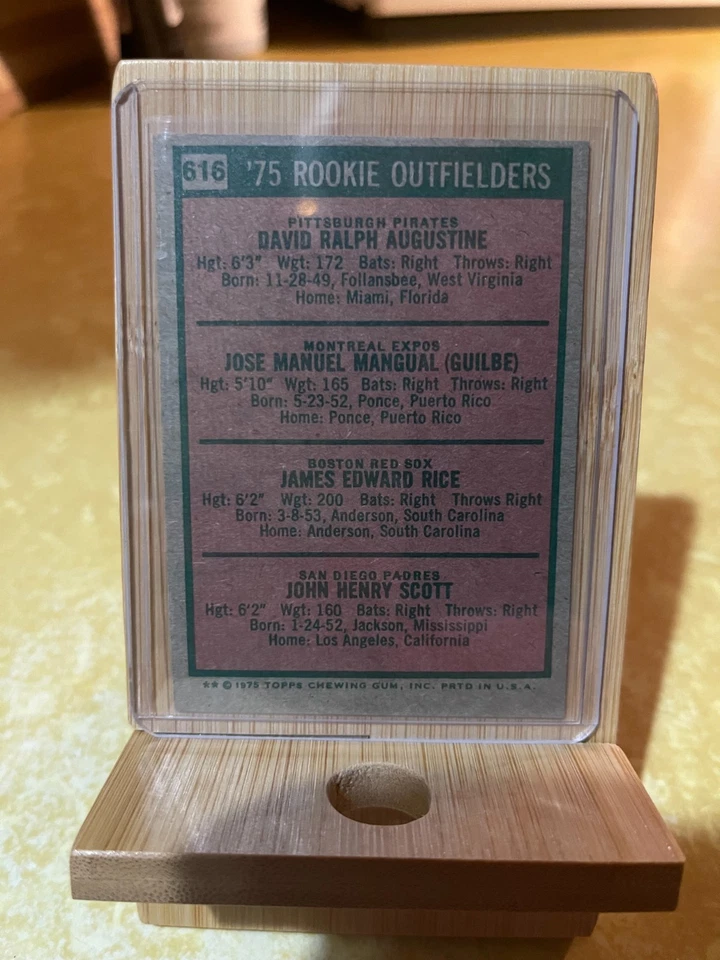 616 '75 ROOKIE OUTFIELDERS
PITTSBURGH PIRATES
DAVID RALPH AUGUSTINE
Hgt: 6'3" Wgt: 172 Bats: Right Throws: Right
Born: 11-28-49, Follansbee, West Virginia
Home: Miami, Florida
MONTREAL EXPOS
JOSE MANUEL MANGUAL (GUILBE)
Hgt: 5'10" Wgt: 165 Bats: Right Throws: Right
Born: 5-23-52, Ponce, Puerto Rico
Home: Ponce, Puerto Rico
BOSTON RED SOX
JAMES EDWARD RICE
Hgt: 6'2" Wgt: 200 Bats: Right Throws Right
Born: 3-8-53, Anderson, South Carolina
Home: Anderson, South Carolina
SAN DIEGO PADRES
JOHN HENRY SCOTT
Hgt: 6'2" Wgt: 160 Bats: Right Throws: Right
Born: 1-24-52, Jackson, Mississippi
Home: Los Angeles, California
** © 1975 TOPPS CHEWING GUM, INC. PRTD IN U.S.A.